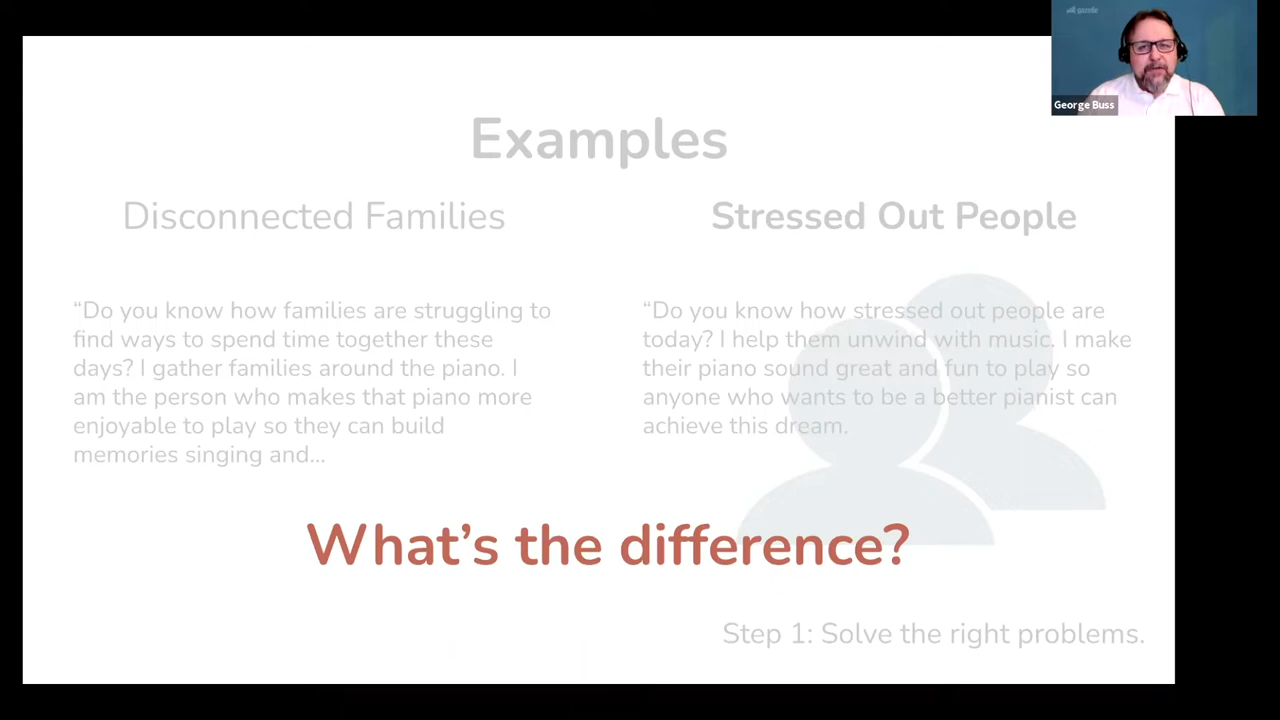 gazelle
George Buss
Examples
Disconnected Families
“Do you know how families are struggling to
find ways to spend time together these
days? I gather families around the piano. I
am the person who makes that piano more
enjoyable to play so they can build
memories singing and...
Stressed Out People
“Do you know how stressed out people are
today? I help them unwind with music. I make
their piano sound great and fun to play so
anyone who wants to be a better pianist can
achieve this dream.
What’s the difference?
Step 1: Solve the right problems.